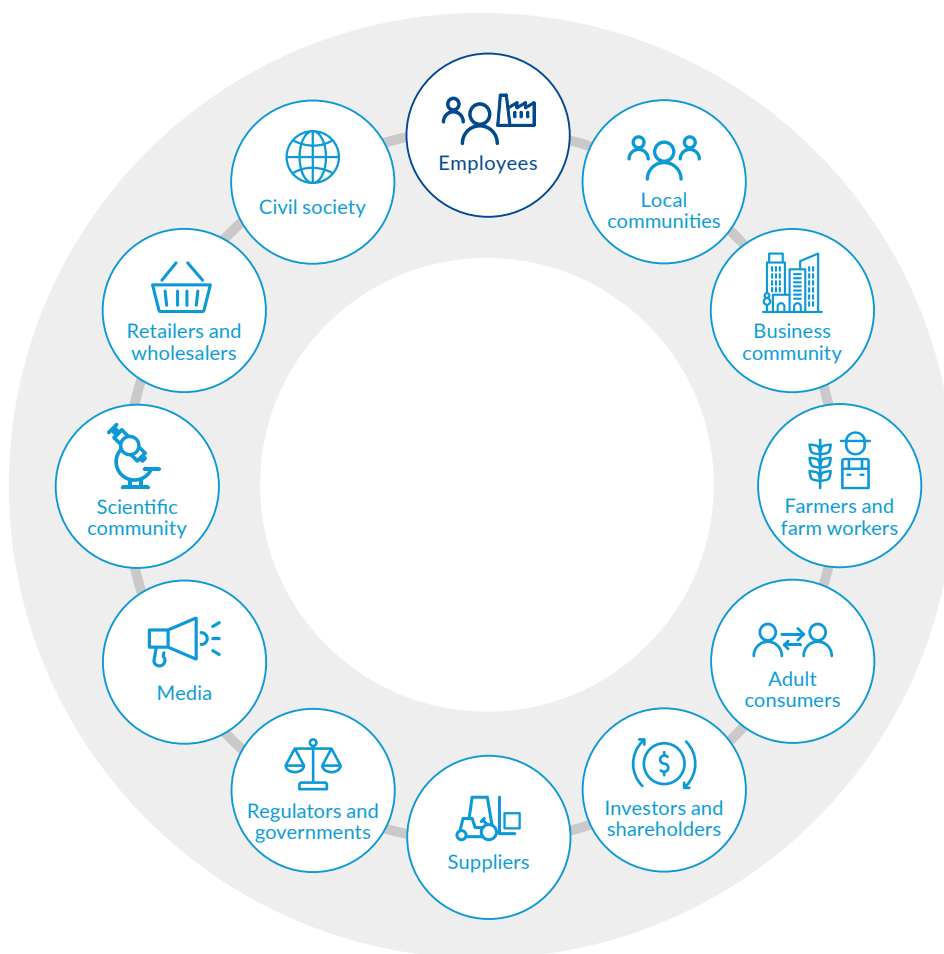 Employees
Local
communities
Business
community
Farmers and
farm workers
Adult
consumers
Investors and
shareholders
Suppliers
Regulators and
governments
Media
Scientific
community
Retailers and
wholesalers
Civil society
$